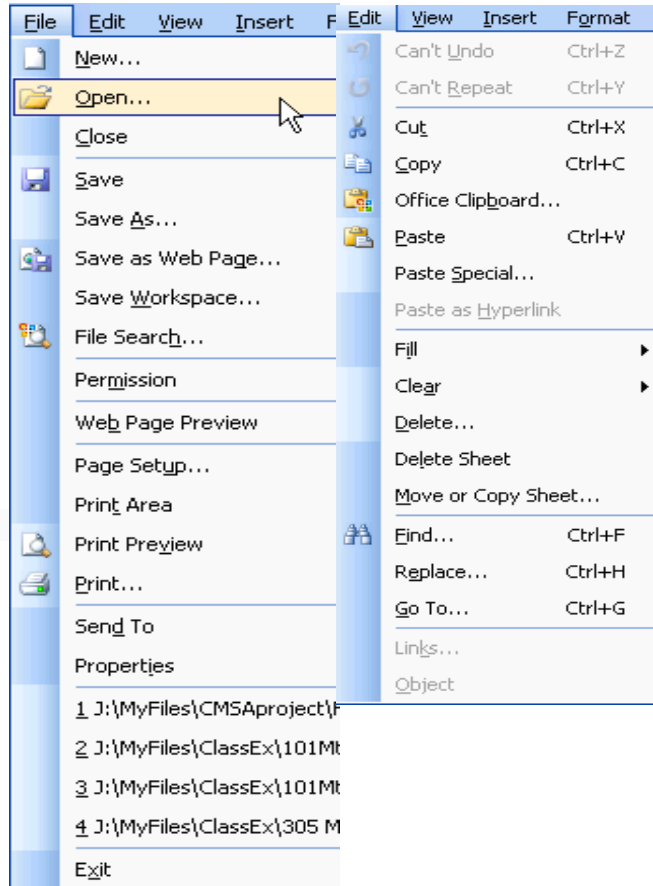 File Edit View Insert F
New...
Open...
Close
Save
Save As...
Save as Web Page...
Save Workspace...
File Search...
Permission
Web Page Preview
Page Setup...
Print Area
Print Preview
Print...
Send To
Properties
1 J:\MyFiles\CMSAproject\
2 J:\MyFiles\ClassEx\101Mt
3 J:\MyFiles\ClassEx\101Mt
4 J:\MyFiles\ClassEx\305 M
Exit
Edit View Insert Format
Can't Undo Ctrl+Z
Can't Repeat Ctrl+Y
Cut Ctrl+X
Copy Ctrl+C
Office Clipboard...
Paste Ctrl+V
Paste Special...
Paste as Hyperlink
Fill
Clear
Delete...
Delete Sheet
Move or Copy Sheet...
Find... Ctrl+F
Replace... Ctrl+H
Go To... Ctrl+G
Links...
Object